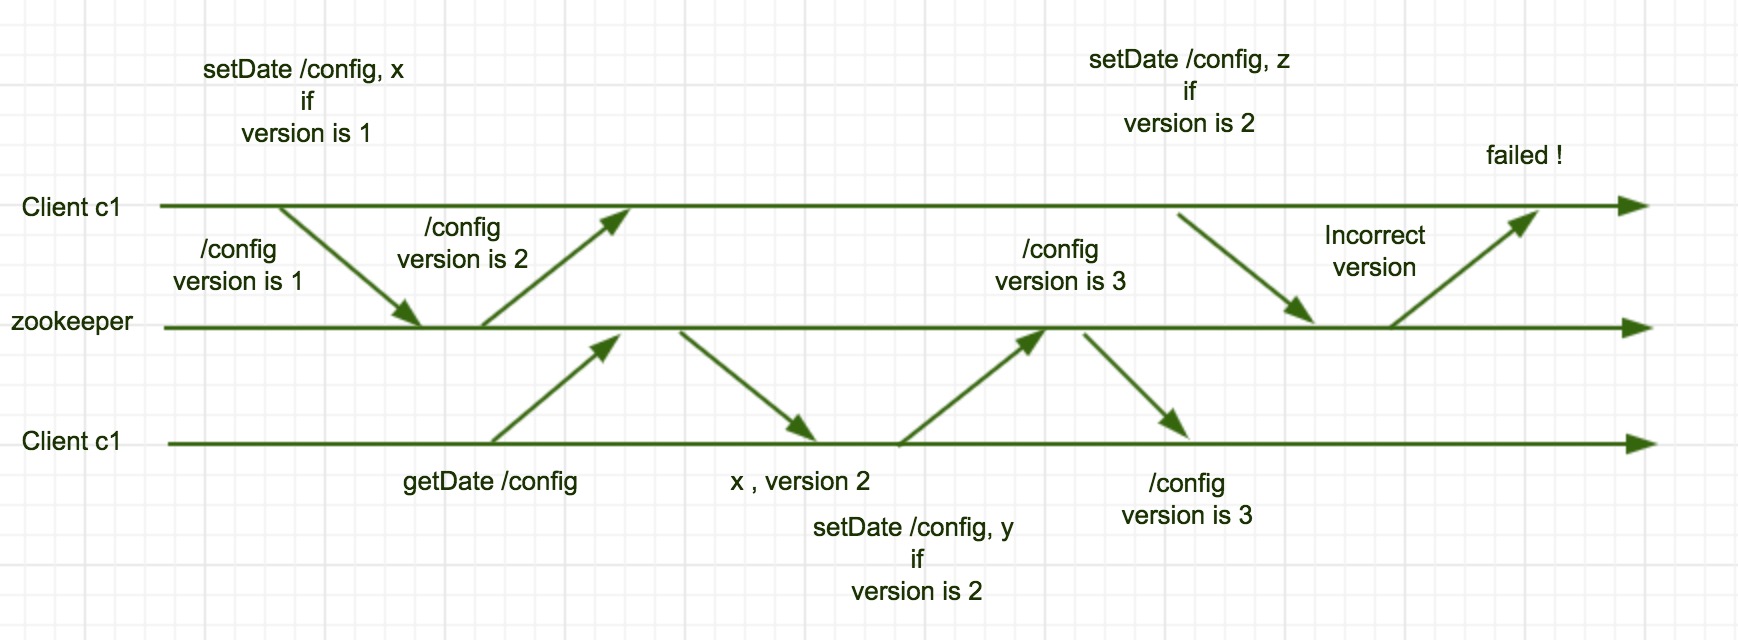 setDate /config, x
if
version is 1
setDate /config, z
if
version is 2
failed !
Client c1
/config
version is 1
/config
version is 2
/config
version is 3
Incorrect
version
zookeeper
Client c1
getDate /config
x , version 2
/config
version is 3
setDate /config, y
if
version is 2